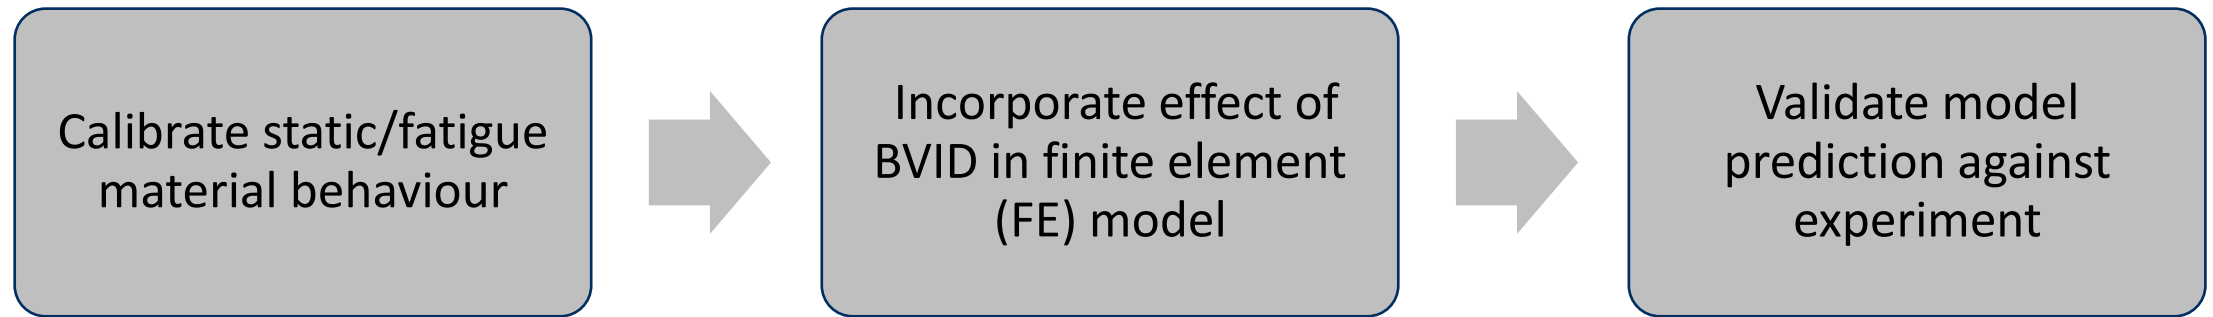 Calibrate static/fatigue
material behaviour
Incorporate effect of
BVID in finite element
(FE) model
Validate model
prediction against
experiment